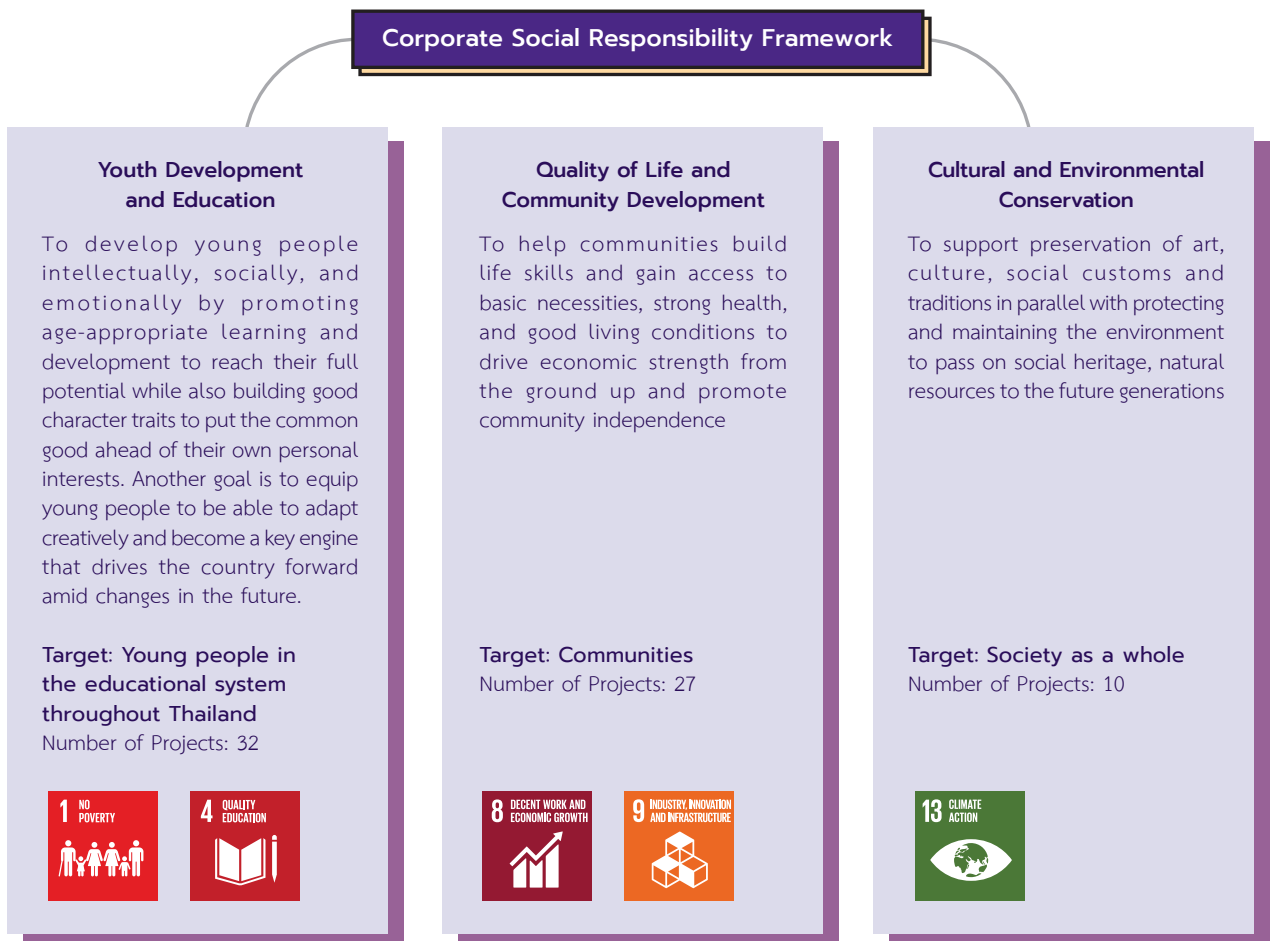 Corporate Social Responsibility Framework
Youth Development
and Education
To develop young people
intellectually, socially, and
emotionally by promoting
age-appropriate learning and
development to reach their full
potential while also building good
character traits to put the common
good ahead of their own personal
interests. Another goal is to equip
young people to be able to adapt
creatively and become a key engine
that drives the country forward
amid changes in the future.
Target: Young people in
the educational system
throughout Thailand
Number of Projects: 32
1 NO
POVERTY
4 QUALITY
EDUCATION
Quality of Life and
Community Development
To help communities build
life skills and gain access to
basic necessities, strong health,
and good living conditions to
drive economic strength from
the ground up and promote
community independence
Target: Communities
Number of Projects: 27
8 DECENT WORK AND
ECONOMIC GROWTH
9 INDUSTRY, INNOVATION
AND INFRASTRUCTURE
Cultural and Environmental
Conservation
To support preservation of art,
culture, social customs and
traditions in parallel with protecting
and maintaining the environment
to pass on social heritage, natural
resources to the future generations
Target: Society as a whole
Number of Projects: 10
13 CLIMATE
ACTION